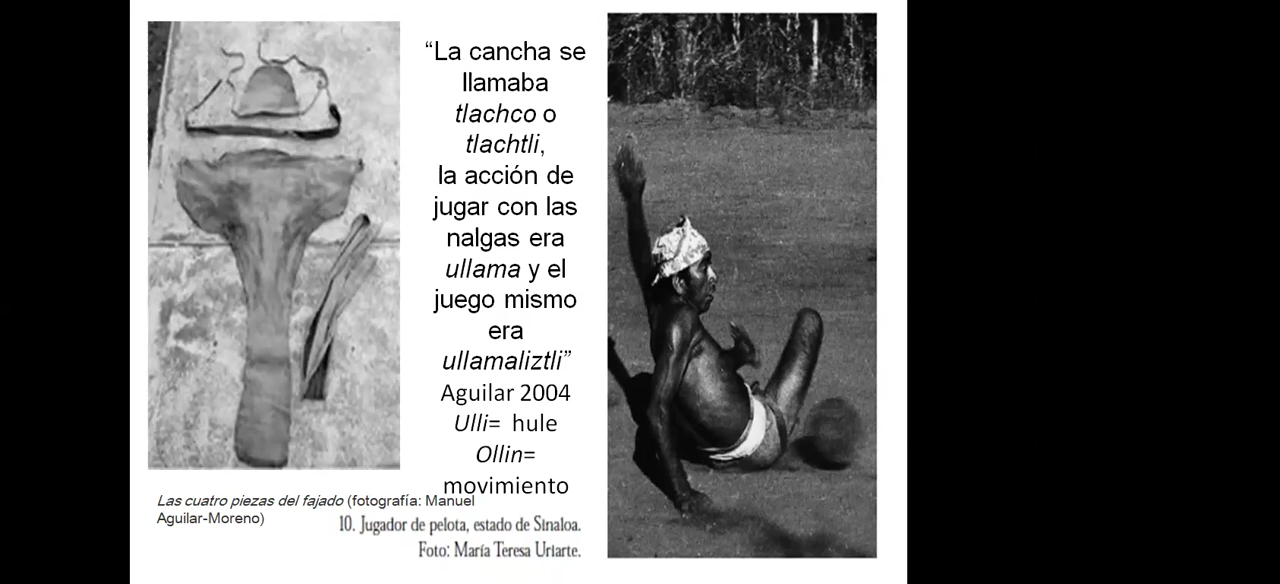 “La cancha se
llamaba
tlachco o
tlachtli,
la acción de
jugar con las
nalgas era
ullama y el
juego mismo
era
ullamaliztli”
Aguilar 2004
Ulli= hule
Ollin=
movimiento
Las cuatro piezas del fajado (fotografía: Manuel
Aguilar-Moreno)
10. Jugador de pelota, estado de Sinaloa.
Foto: María Teresa Uriarte.